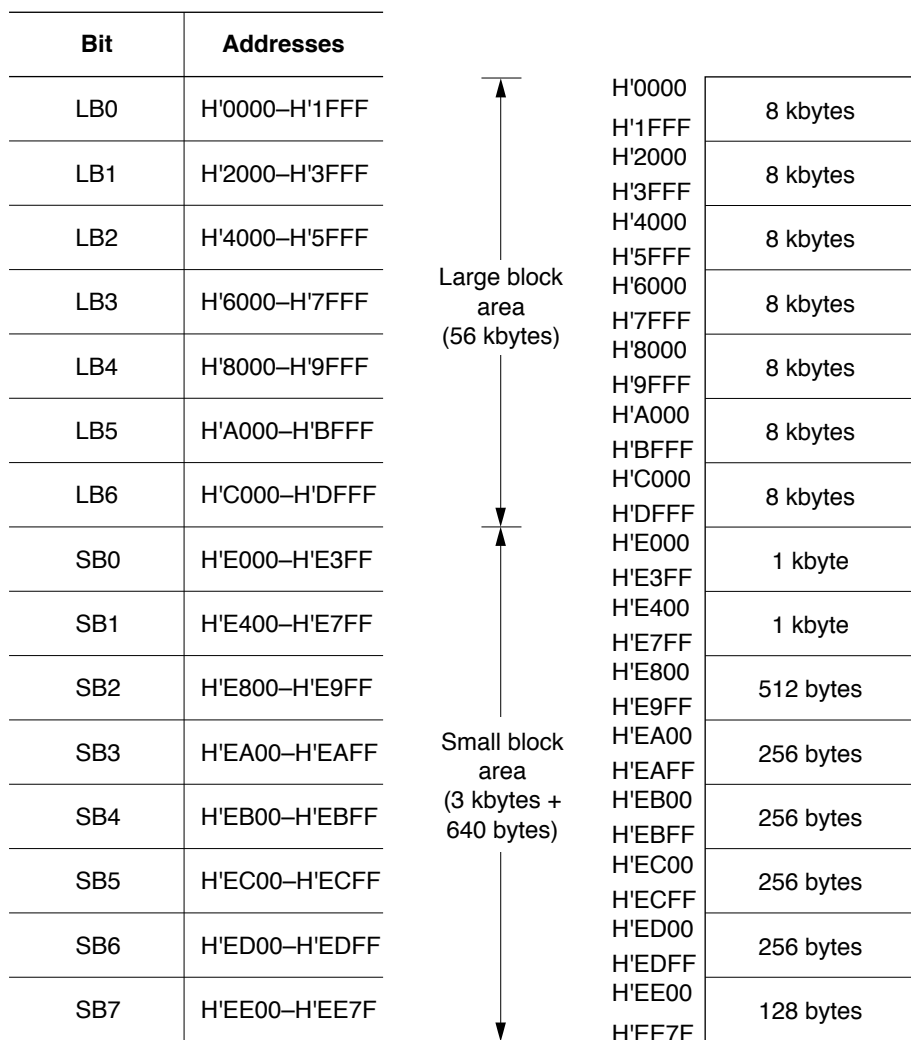 Bit Addresses
LB0 H'0000–H'1FFF
LB1 H'2000–H'3FFF
LB2 H'4000–H'5FFF
LB3 H'6000–H'7FFF
LB4 H'8000–H'9FFF
LB5 H'A000–H'BFFF
LB6 H'C000–H'DFFF
SB0 H'E000–H'E3FF
SB1 H'E400–H'E7FF
SB2 H'E800–H'E9FF
SB3 H'EA00–H'EAFF
SB4 H'EB00–H'EBFF
SB5 H'EC00–H'ECFF
SB6 H'ED00–H'EDFF
SB7 H'EE00–H'EE7F
Large block
area
(56 kbytes)
Small block
area
(3 kbytes +
640 bytes)
H'0000
8 kbytes
H'1FFF
H'2000
8 kbytes
H'3FFF
H'4000
8 kbytes
H'5FFF
H'6000
8 kbytes
H'7FFF
H'8000
8 kbytes
H'9FFF
H'A000
8 kbytes
H'BFFF
H'C000
8 kbytes
H'DFFF
H'E000
1 kbyte
H'E3FF
H'E400
1 kbyte
H'E7FF
H'E800
512 bytes
H'E9FF
H'EA00
256 bytes
H'EAFF
H'EB00
256 bytes
H'EBFF
H'EC00
256 bytes
H'ECFF
H'ED00
256 bytes
H'EDFF
H'EE00
128 bytes
H'EE7F